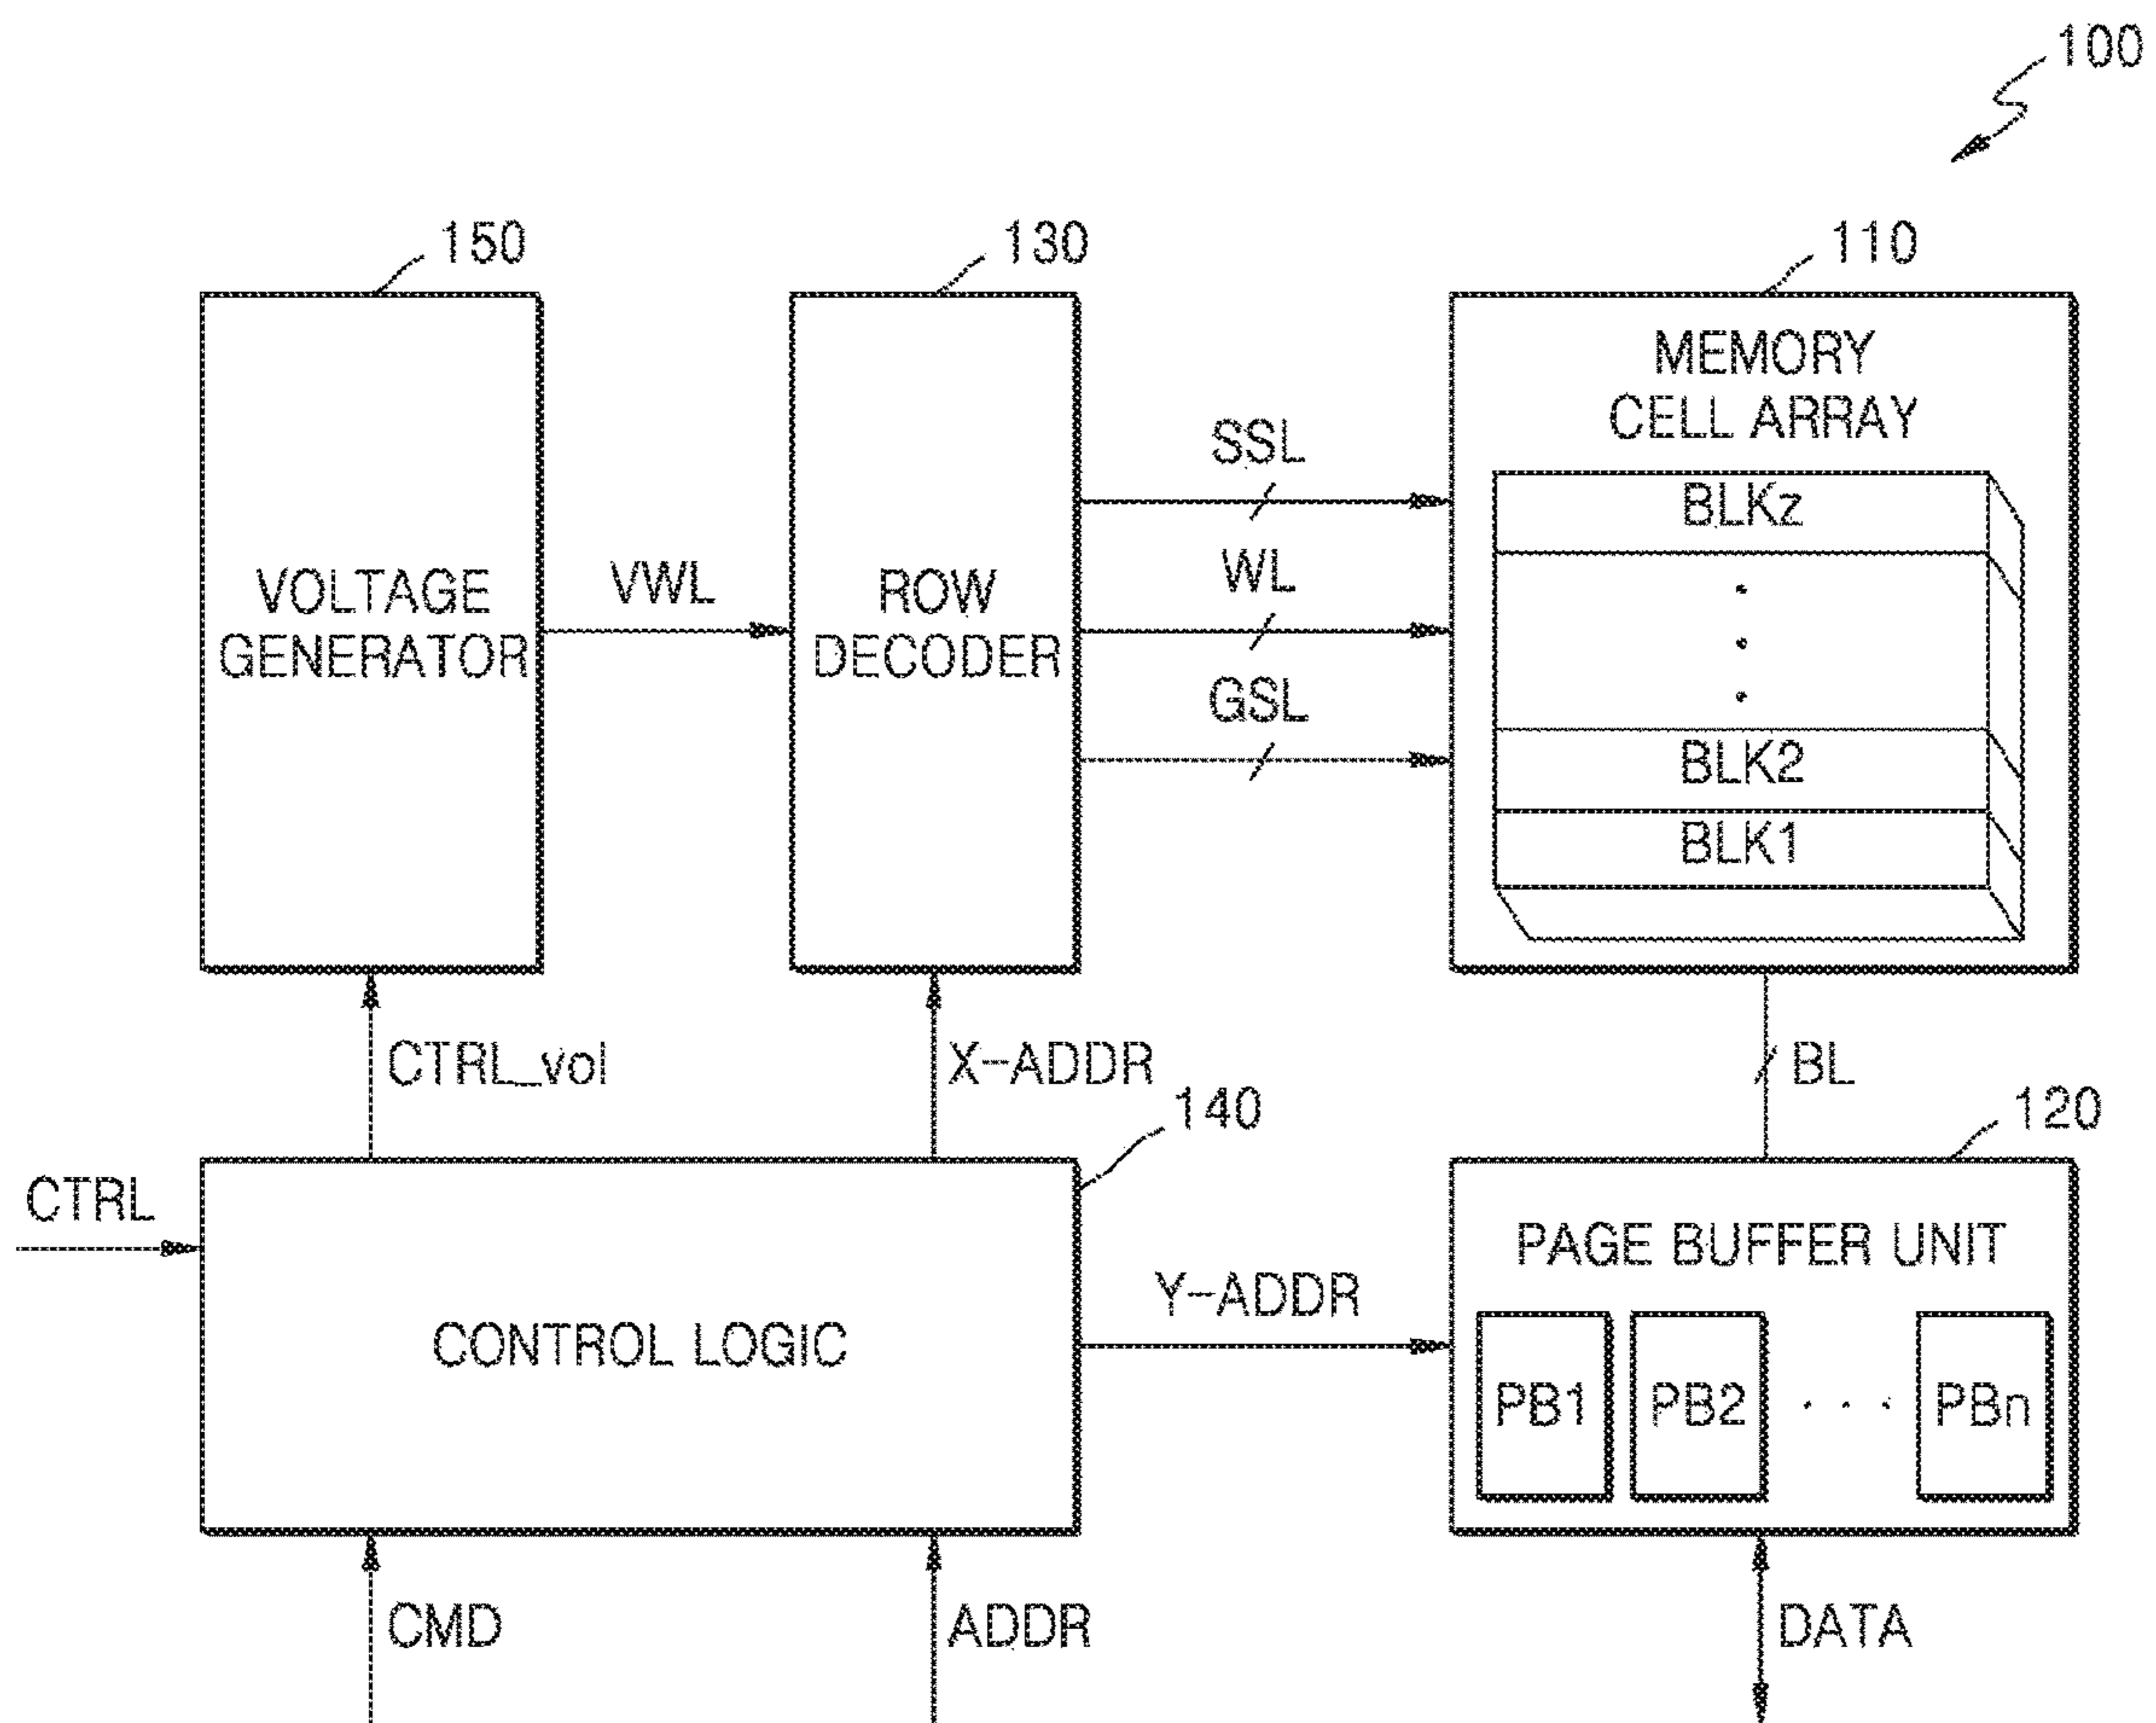 100
150
130
110
MEMORY
CELL ARRAY
SSL
BLKz
WL
VWL
VOLTAGE
GENERATOR
ROW
DECODER
GSL
BLK2
BLK1
CTRL_vol
X-ADDR
BL
140
120
CTRL
PAGE BUFFER UNIT
Y-ADDR
CONTROL LOGIC
PB1
PB2
. . .
PBn
CMD
ADDR
DATA